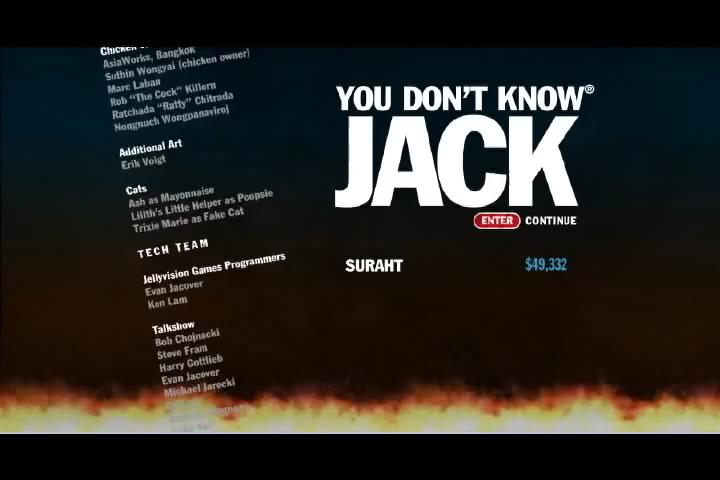 AsiaWorks, Bangkok
Suthin Wongyai (chicken owner)
Marc Laban
Rob "The Cock" Killern
Ratchada "Ratty" Chitrada
Nongnuch Wongpanaviroj
Additional Art
Erik Voigt
Cats
Ash as Mayonnaise
Lilith's Little Helper as Poopsie
Trixie Marie as Fake Cat
TECH TEAM
Jellyvision Games Programmers
Evan Jacover
Ken Lam
Talkshow
Bob Chojnacki
Steve Fram
Harry Gottlieb
Evan Jacover
Michael Jarecki
YOU DON'T KNOW®
JACK
ENTER CONTINUE
SURAHT $49,332